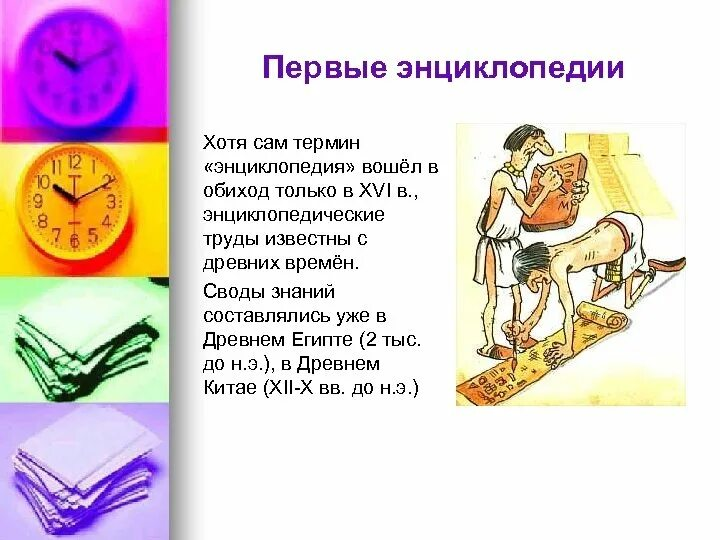 Первые энциклопедии
Хотя сам термин
«энциклопедия» вошёл в
обиход только в XVI в.,
энциклопедические
труды известны с
древних времён.
Своды знаний
составлялись уже в
Древнем Египте (2 тыс.
до н.э.), в Древнем
Китае (XII-X вв. до н.э.)